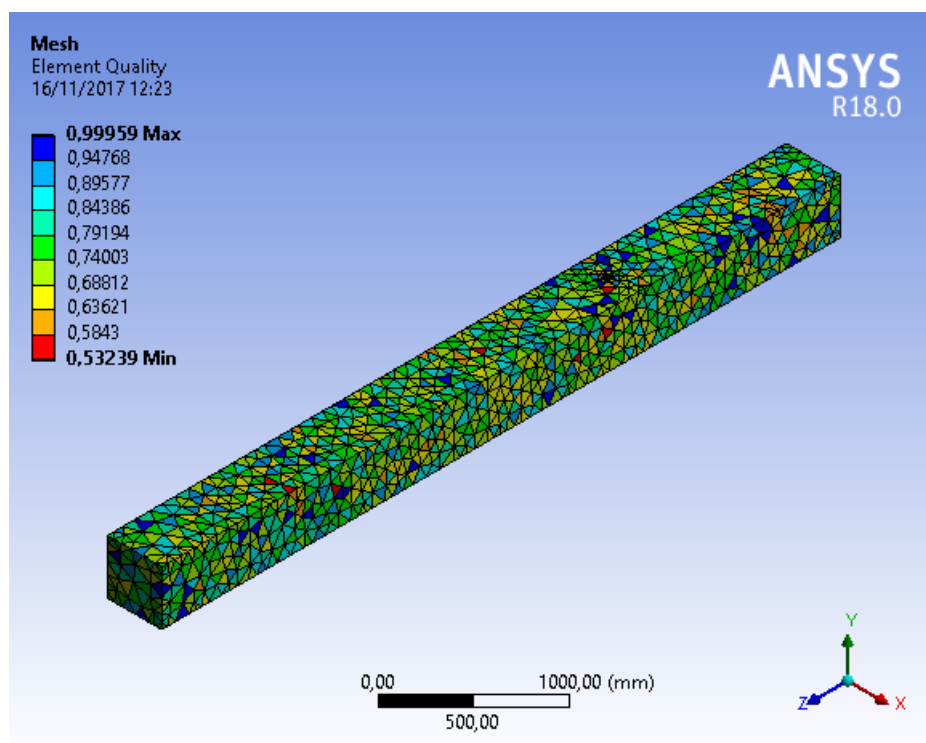 Mesh
Element Quality
16/11/2017 12:23
ANSYS
R18.0
0,99959 Max
0,94768
0,89577
0,84386
0,79194
0,74003
0,68812
0,63621
0,5843
0,53239 Min
0,00
1000,00 (mm)
500,00
Y
Z
X